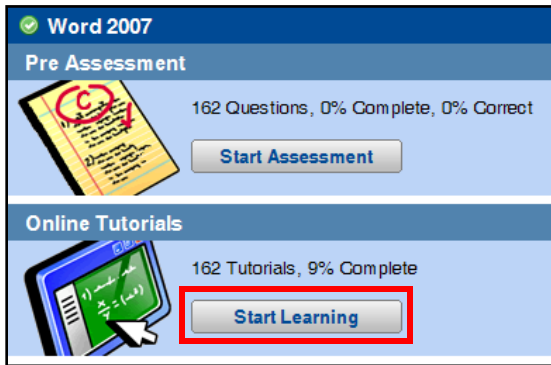 Word 2007
Pre Assessment
162 Questions, 0% Complete, 0% Correct
Start Assessment
Online Tutorials
162 Tutorials, 9% Complete
Start Learning